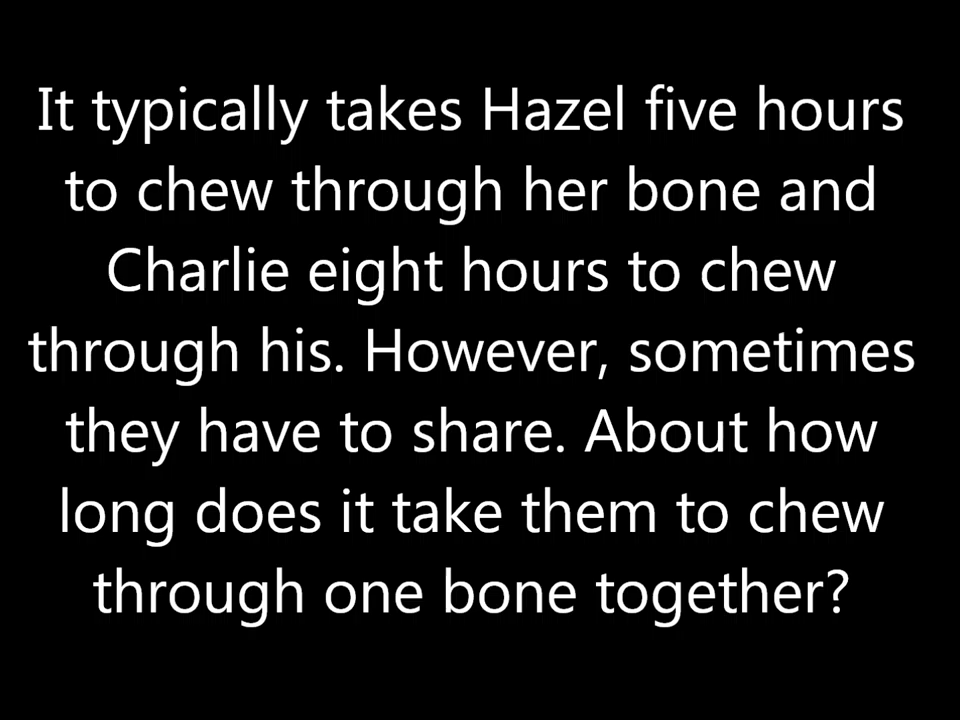 It typically takes Hazel five hours
to chew through her bone and
Charlie eight hours to chew
through his. However, sometimes
they have to share. About how
long does it take them to chew
through one bone together?